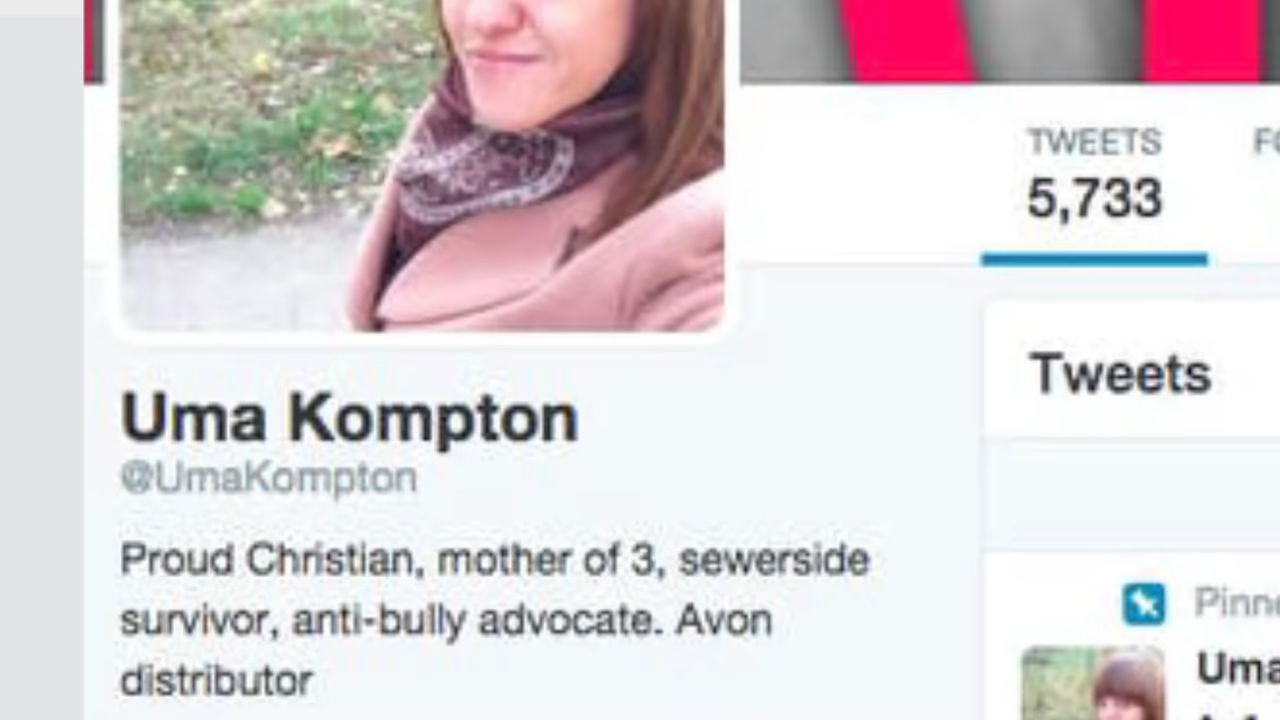 TWEETS
5,733
Tweets
Uma Kompton
@UmaKompton
Proud Christian, mother of 3, sewerside
survivor, anti-bully advocate. Avon
distributor